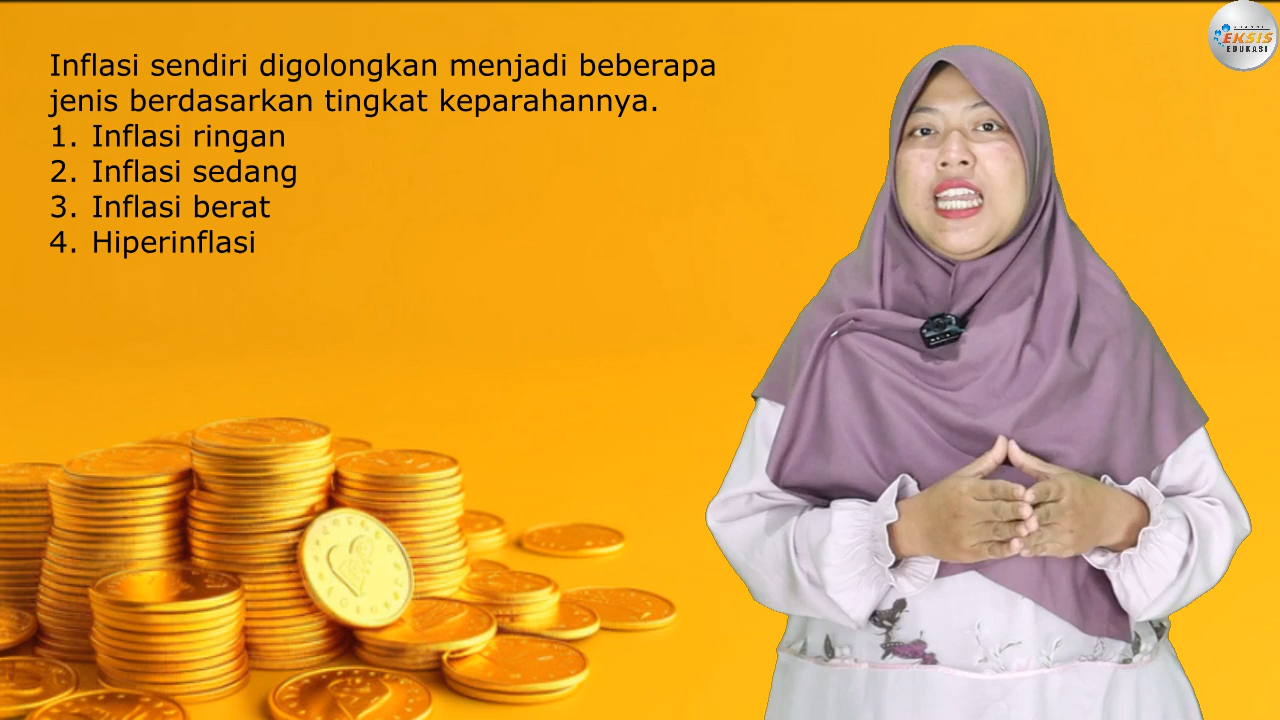 Inflasi sendiri digolongkan menjadi beberapa
jenis berdasarkan tingkat keparahannya.
1. Inflasi ringan
2. Inflasi sedang
3. Inflasi berat
4. Hiperinflasi
EKSIS
EDUKASI